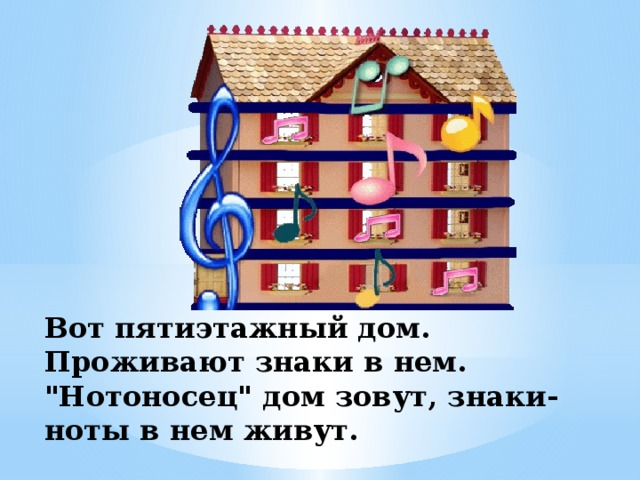 Вот пятиэтажный дом.
Проживают знаки в нем.
"Нотоносец" дом зовут, знаки-
ноты в нем живут.